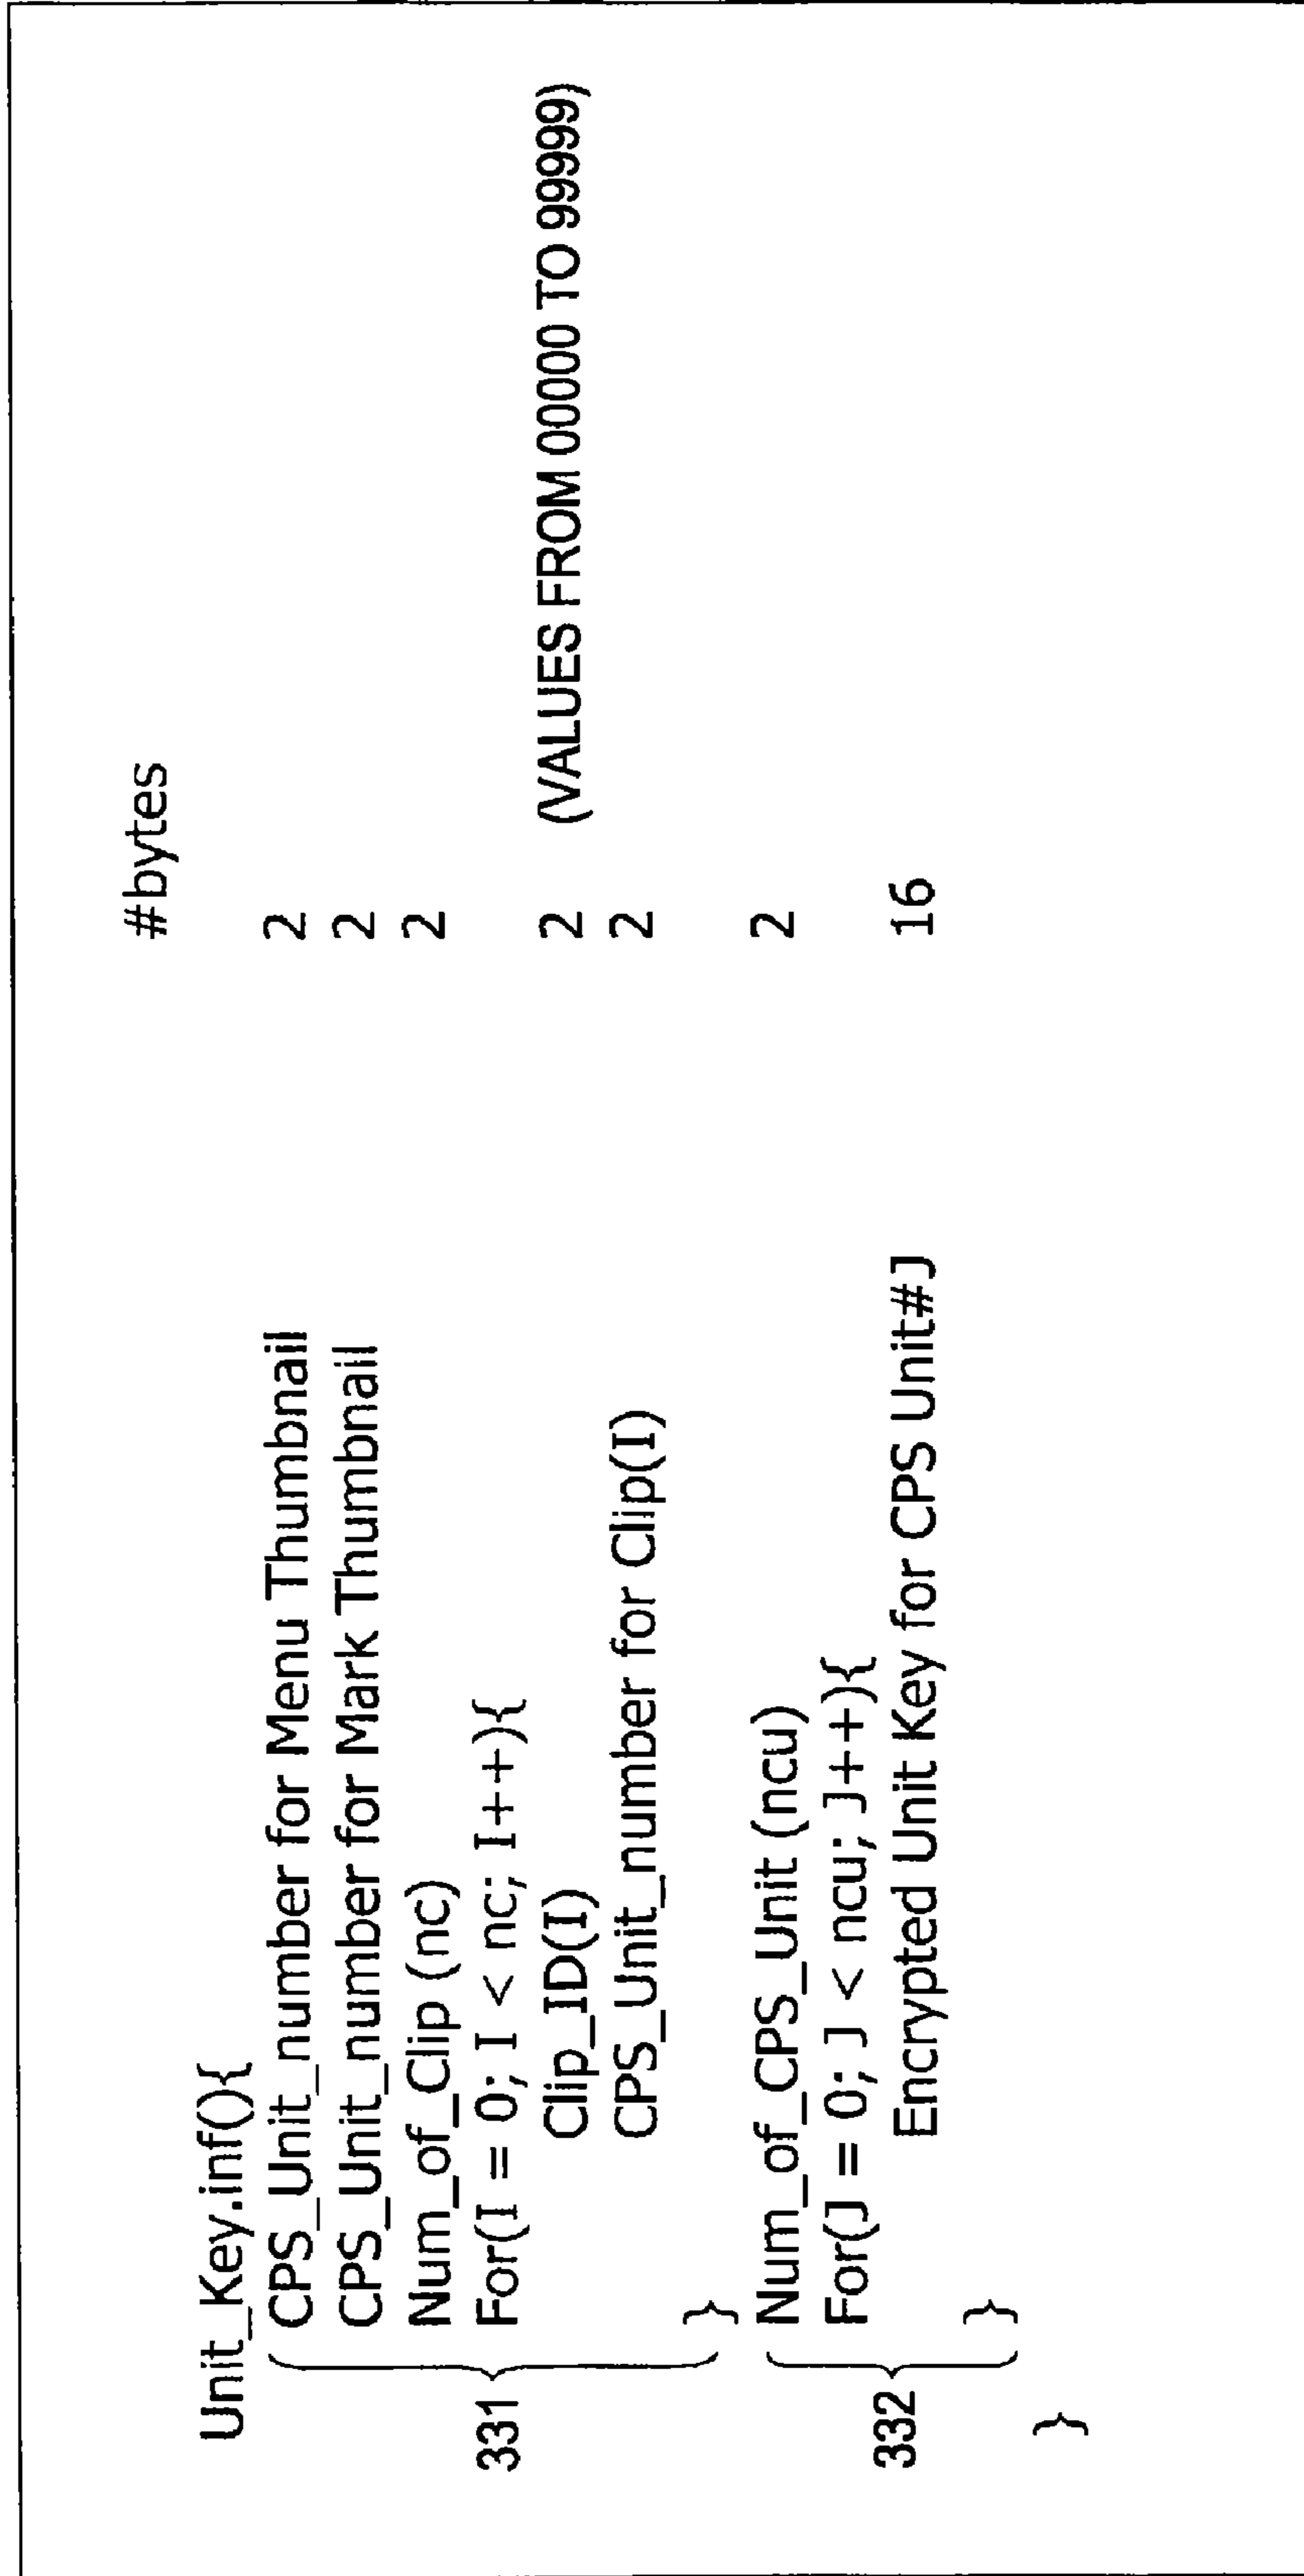 #bytes
Unit_Key.inf(){
CPS_Unit_number for Menu Thumbnail 2
CPS_Unit_number for Mark Thumbnail 2
Num_of_Clip (nc) 2
For(I = 0; I < nc; I++){
331
Clip_ID(I) 2 (VALUES FROM 00000 TO 99999)
CPS_Unit_number for Clip(I) 2
}
Num_of_CPS_Unit (ncu) 2
For(J = 0; J < ncu; J++){
332
Encrypted Unit Key for CPS Unit#J 16
}
}